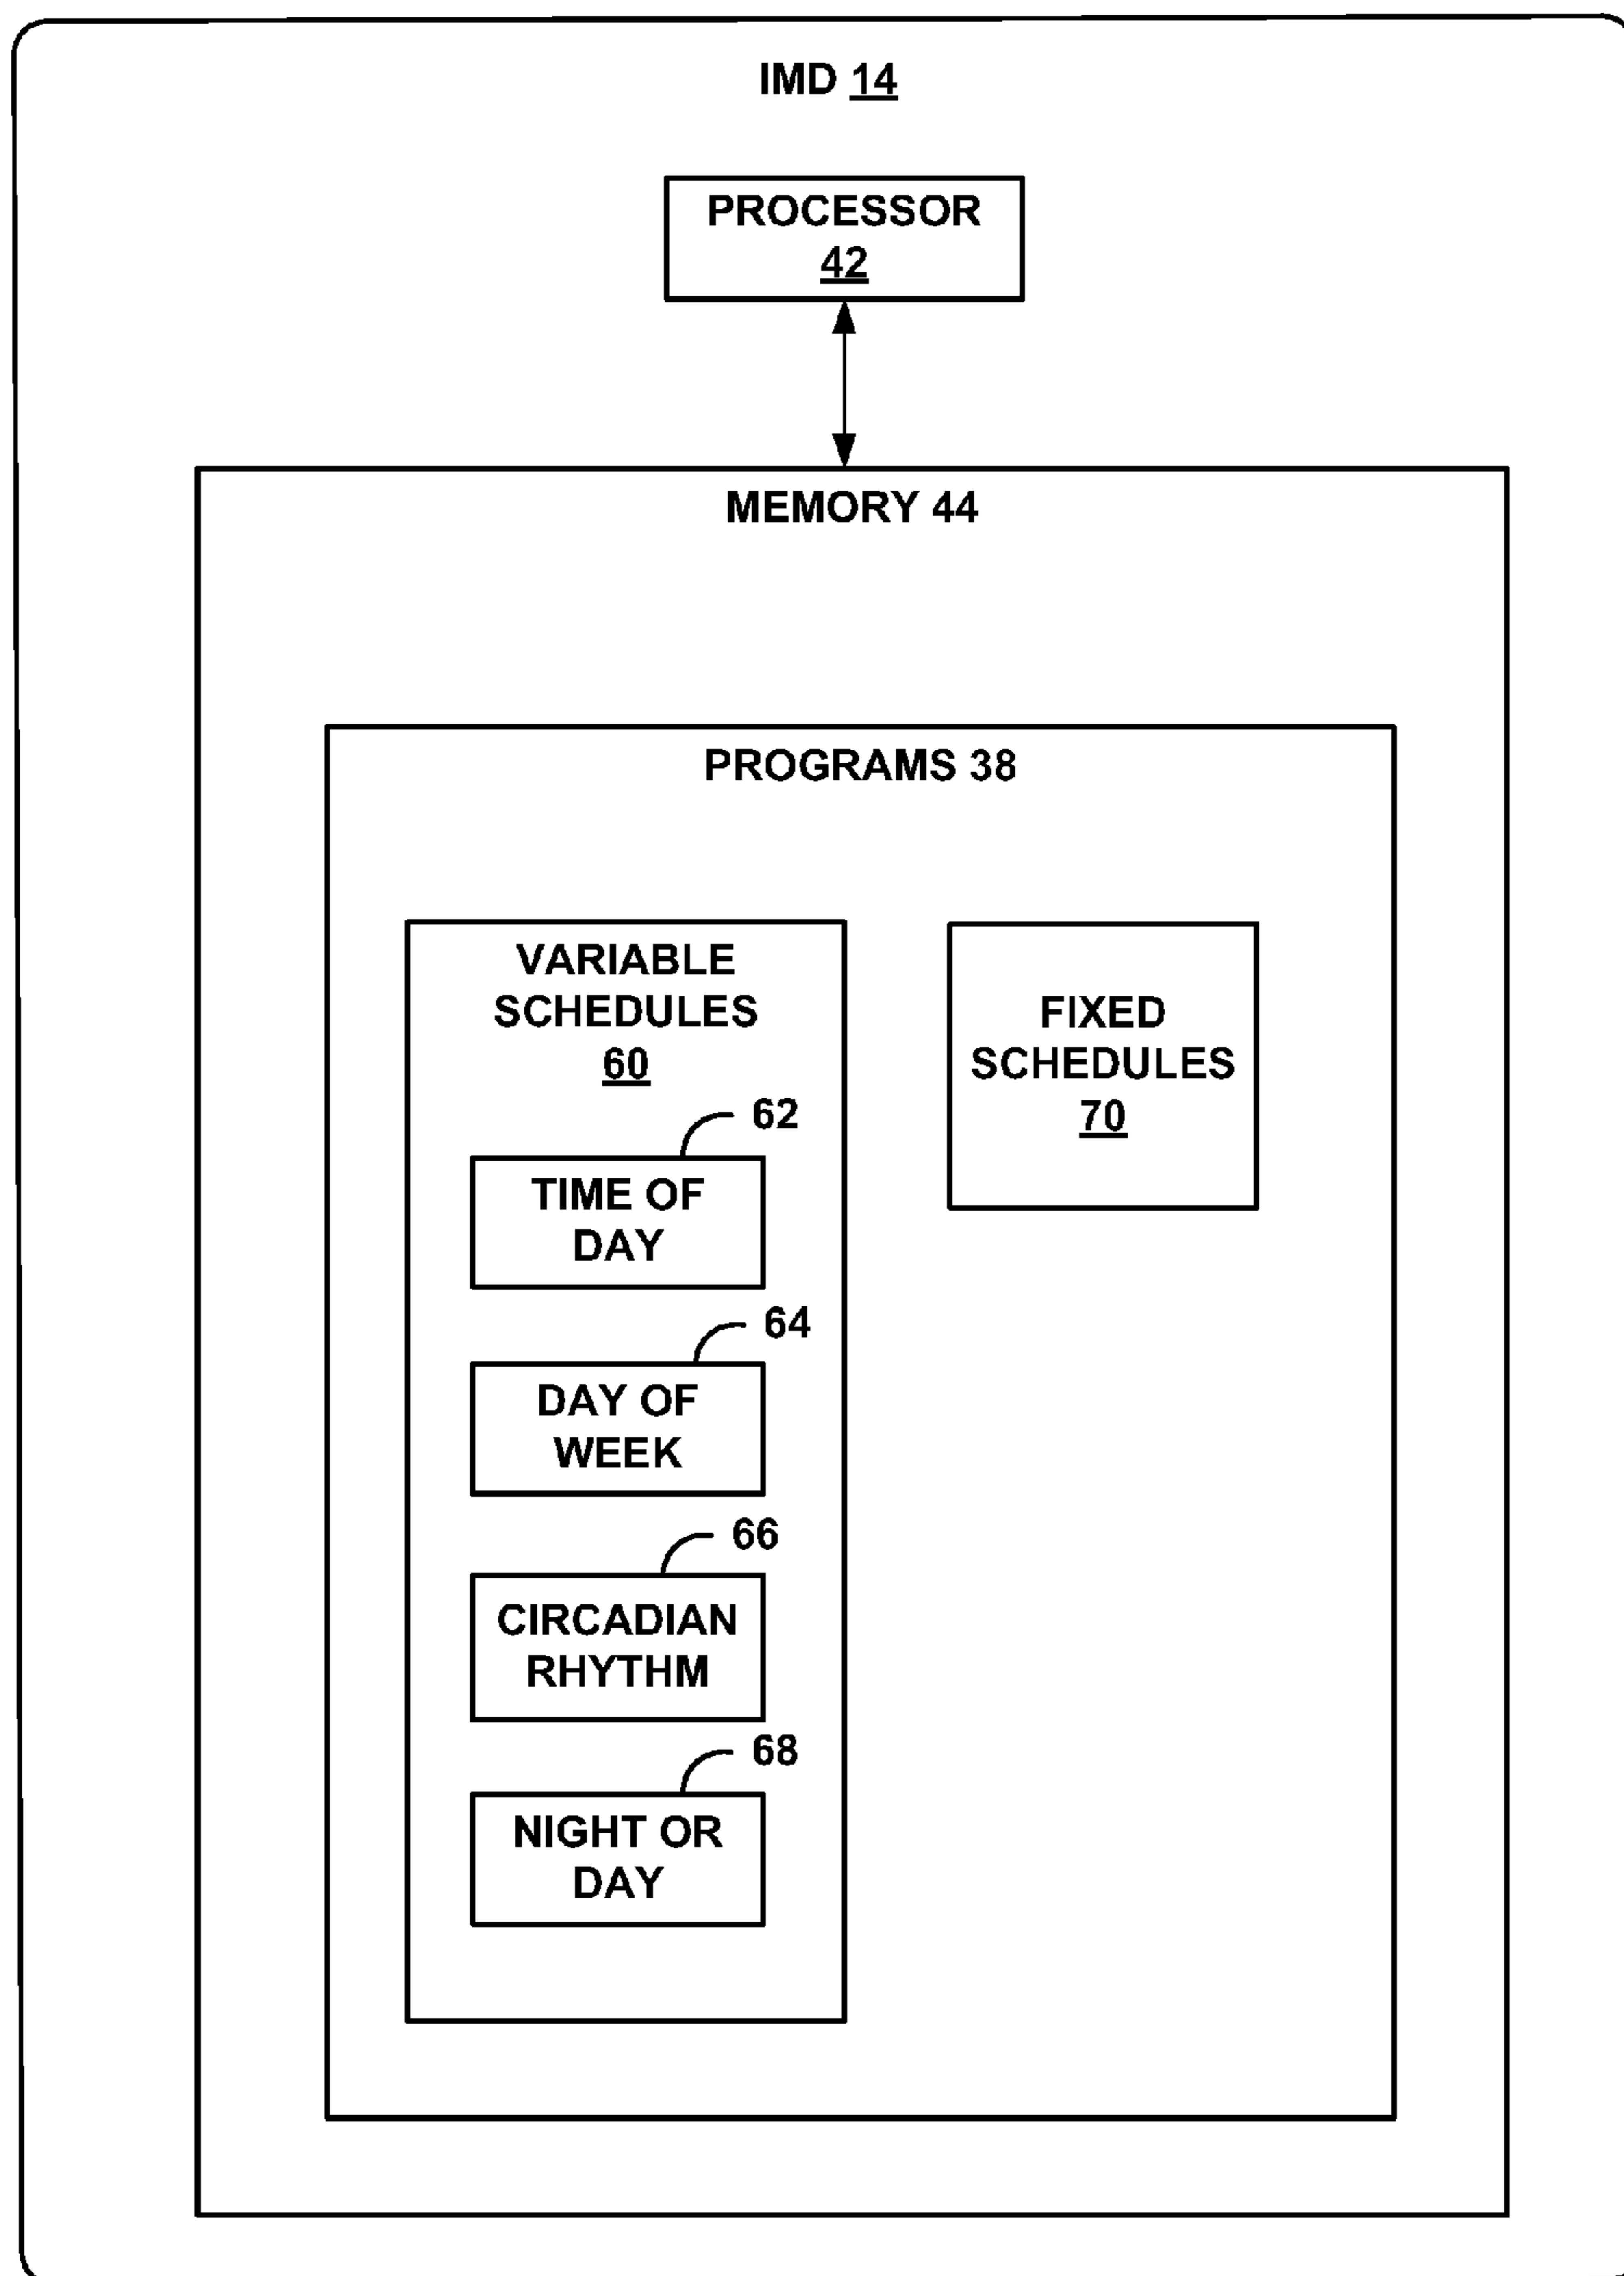 IMD 14
PROCESSOR
42
MEMORY 44
PROGRAMS 38
VARIABLE
SCHEDULES
60
62
TIME OF
DAY
64
DAY OF
WEEK
66
CIRCADIAN
RHYTHM
68
NIGHT OR
DAY
FIXED
SCHEDULES
70